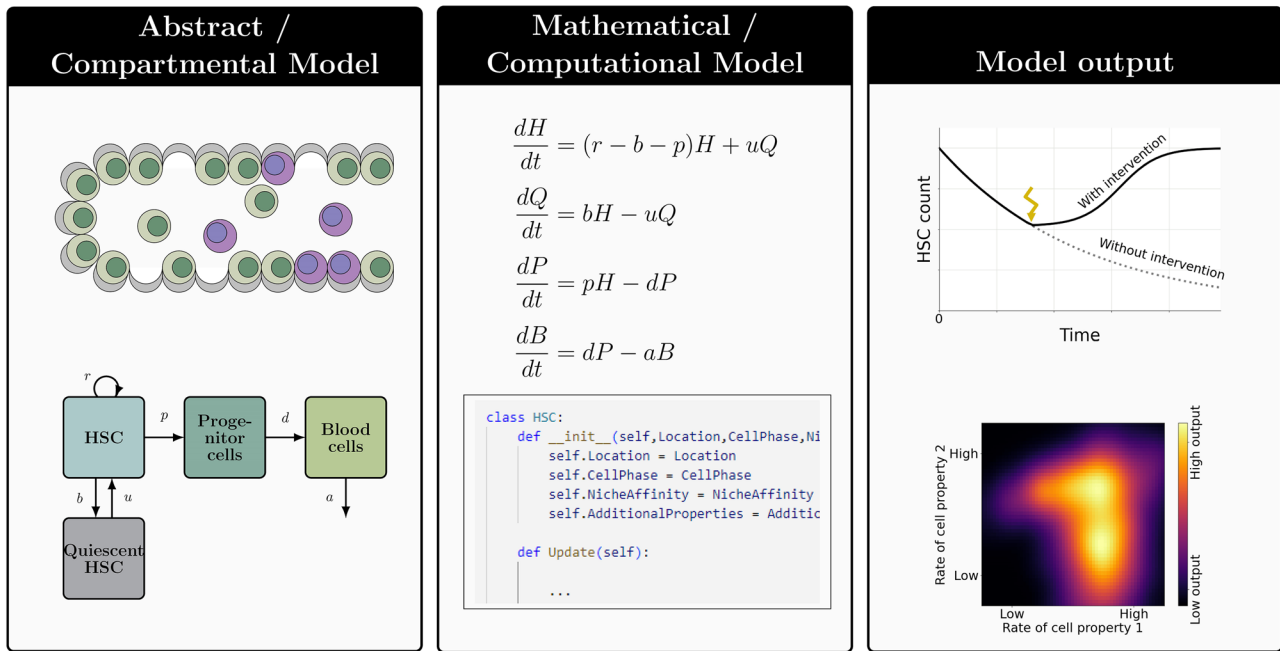 Abstract /
Compartmental Model
r
HSC
p
Proge-
nitor
cells
d
Blood
cells
b
u
a
Quiescent
HSC
Mathematical /
Computational Model
dH/dt = (r − b − p)H + uQ
dQ/dt = bH − uQ
dP/dt = pH − dP
dB/dt = dP − aB
class HSC:
def __init__(self,Location,CellPhase,Ni
self.Location = Location
self.CellPhase = CellPhase
self.NicheAffinity = NicheAffinity
self.AdditionalProperties = Additio
def Update(self):
...
Model output
HSC count
With intervention
Without intervention
0
Time
Rate of cell property 2
High
Low
Low
High
Rate of cell property 1
High output
Low output